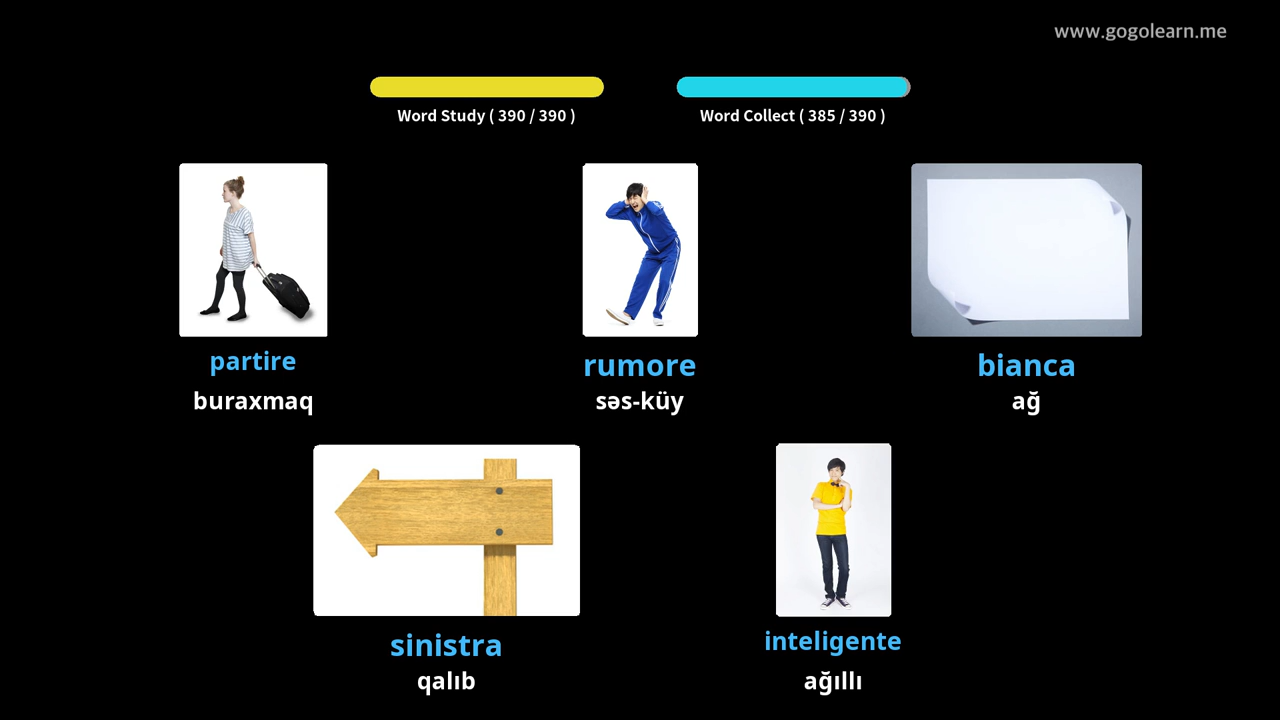 www.gogolearn.me
Word Study ( 390 / 390 )
Word Collect ( 385 / 390 )
partire
buraxmaq
rumore
səs-küy
bianca
ağ
sinistra
qalıb
inteligente
ağıllı